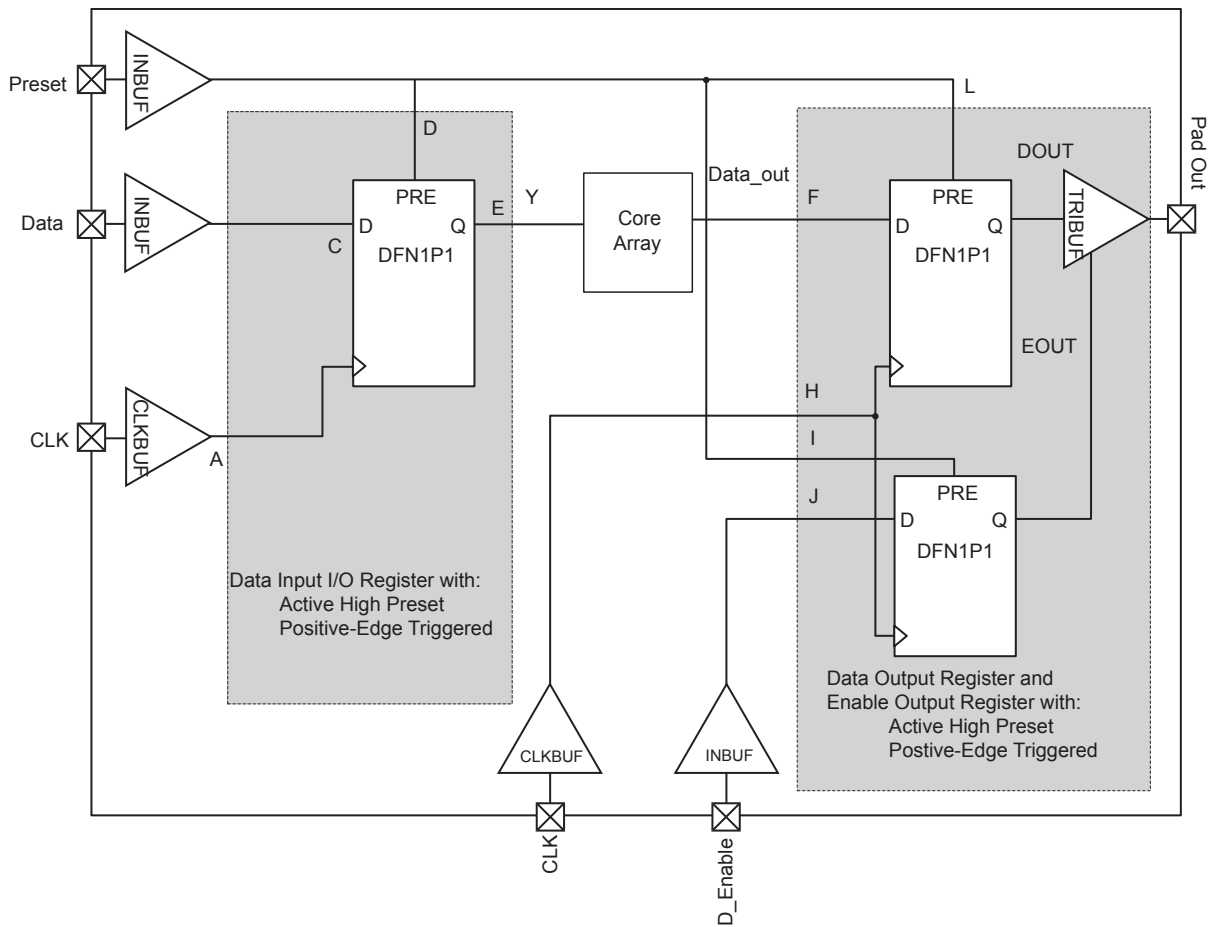 Preset
INBUF
L
D
Pad Out
DOUT
Data
INBUF
PRE
D
Q
DFN1P1
C
E
Y
Core
Array
Data_out
F
PRE
D
Q
DFN1P1
TRIBUF
EOUT
CLK
CLKBUF
A
H
I
J
PRE
D
Q
DFN1P1
Data Input I/O Register with:
Active High Preset
Positive-Edge Triggered
Data Output Register and
Enable Output Register with:
Active High Preset
Postive-Edge Triggered
CLKBUF
INBUF
CLK
D_Enable